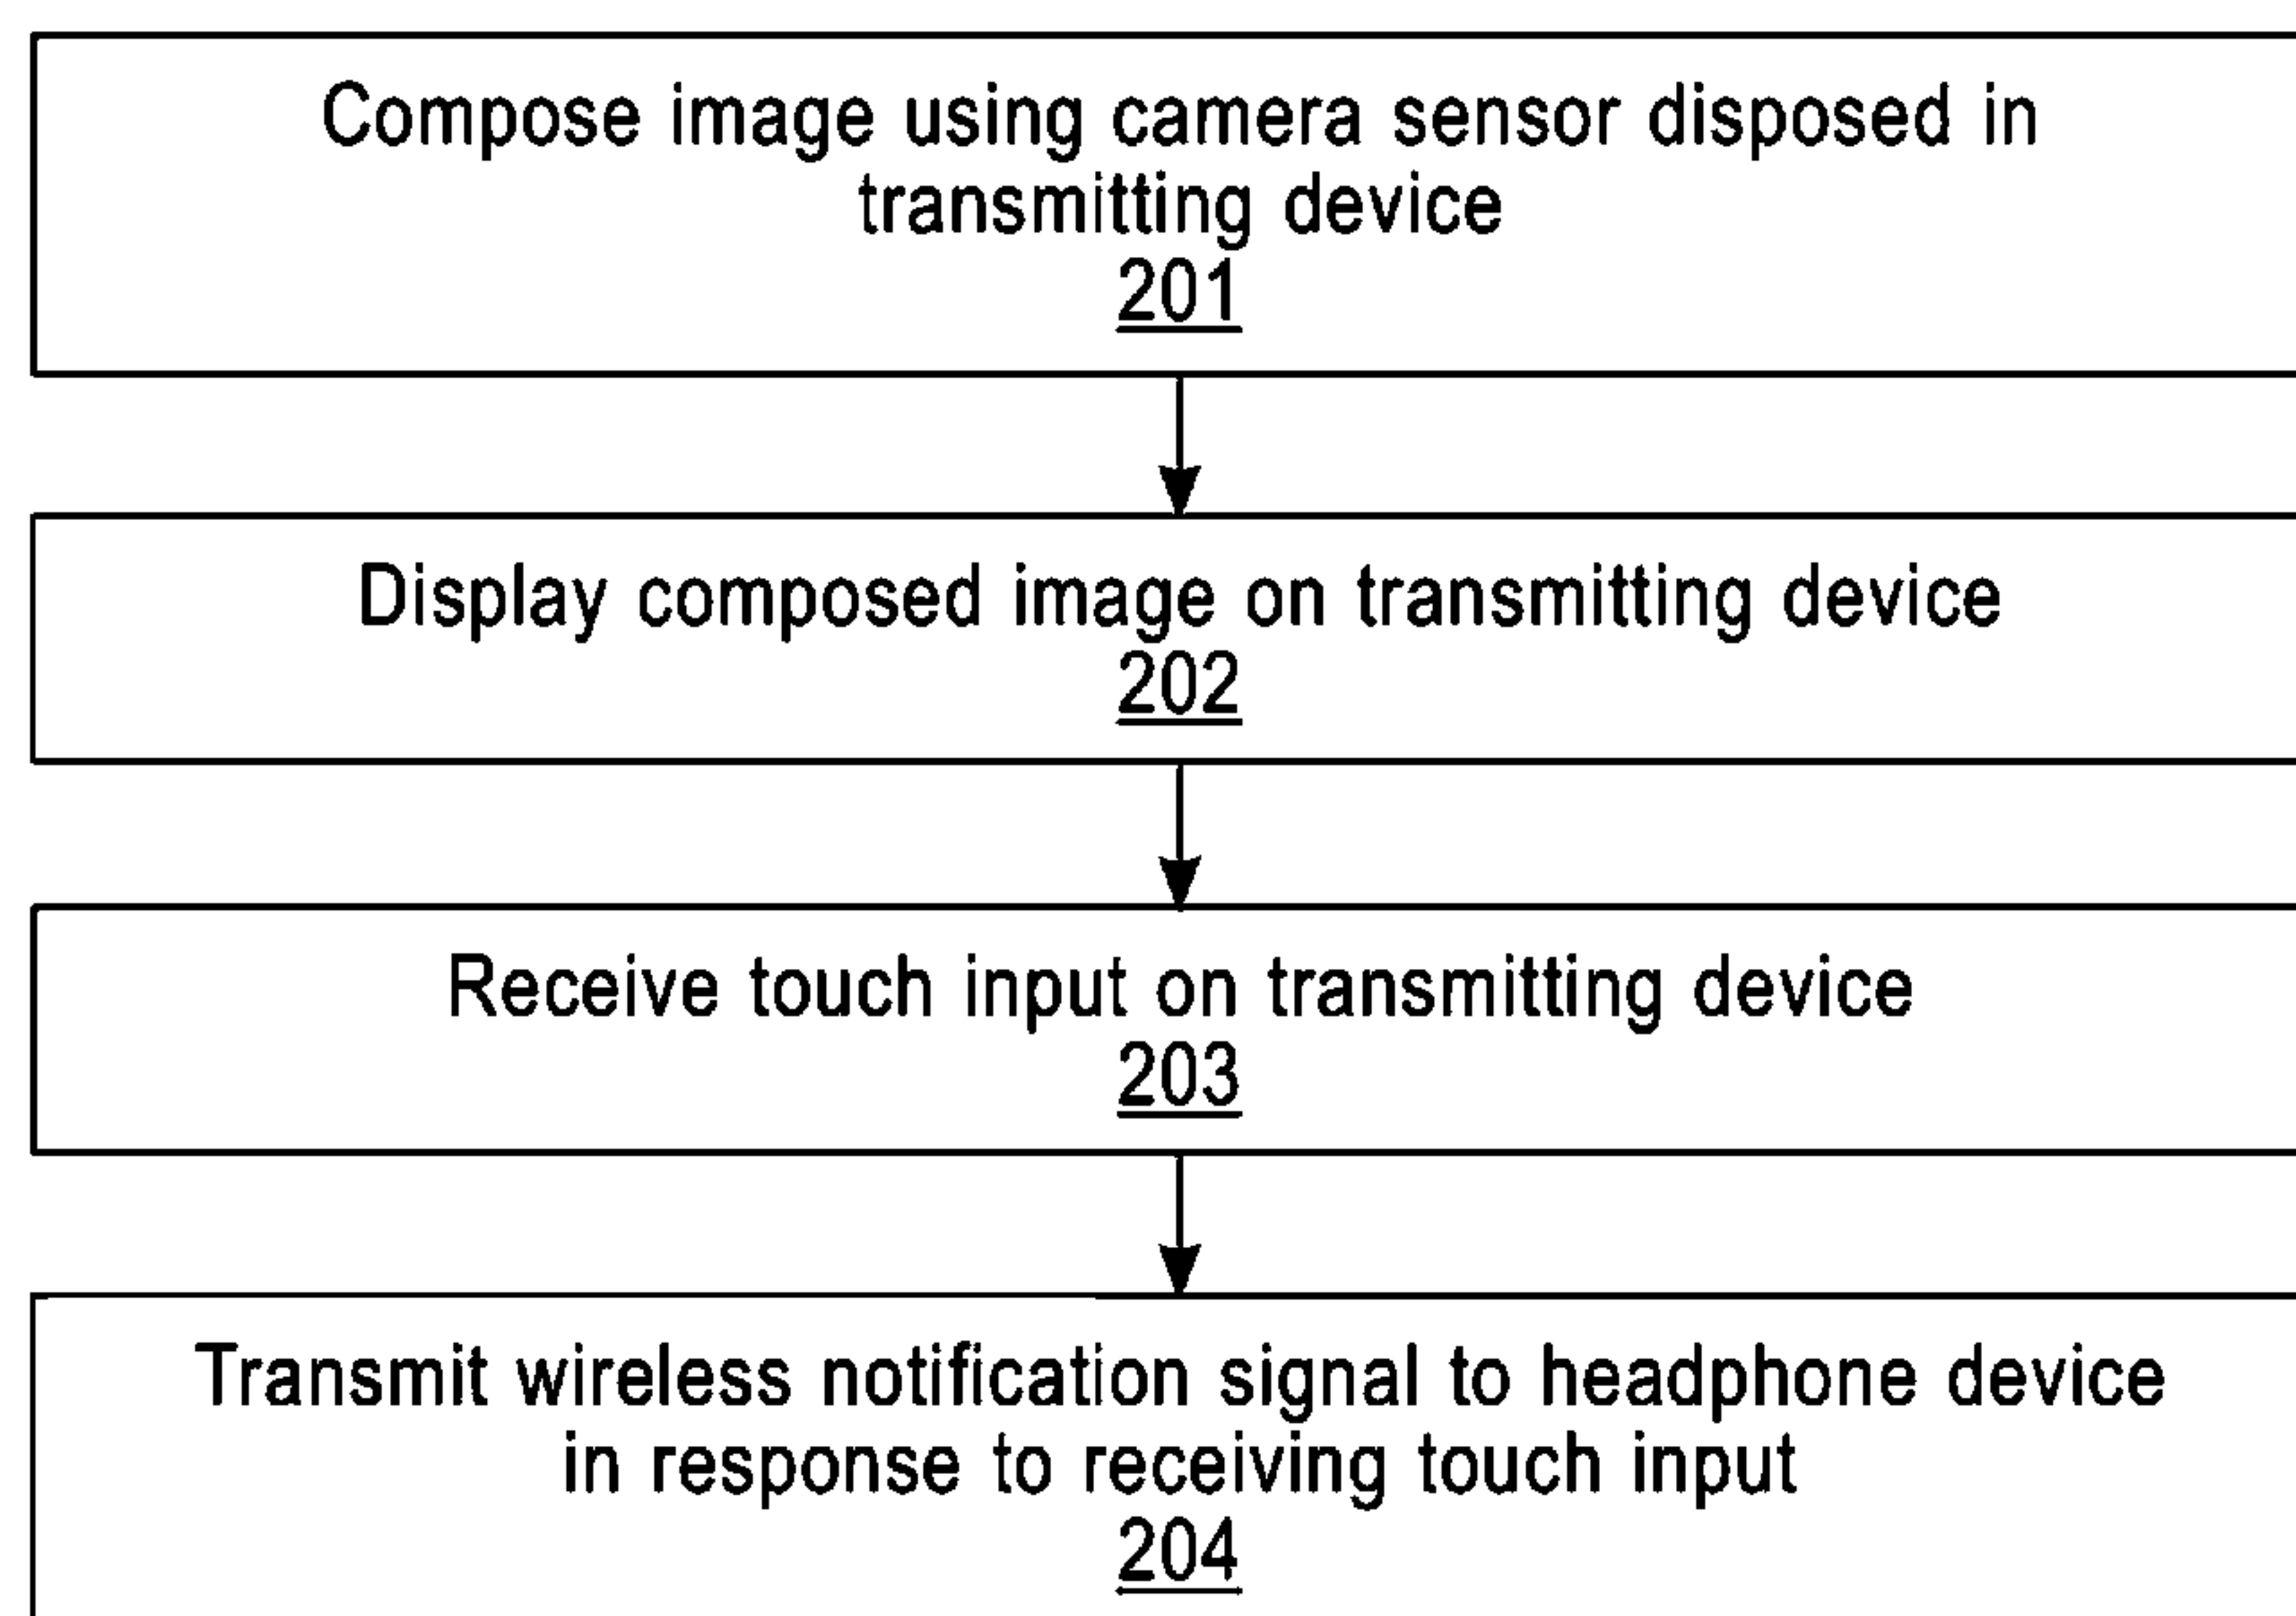 Compose image using camera sensor disposed in
transmitting device
201
Display composed image on transmitting device
202
Receive touch input on transmitting device
203
Transmit wireless notification signal to headphone device
in response to receiving touch input
204